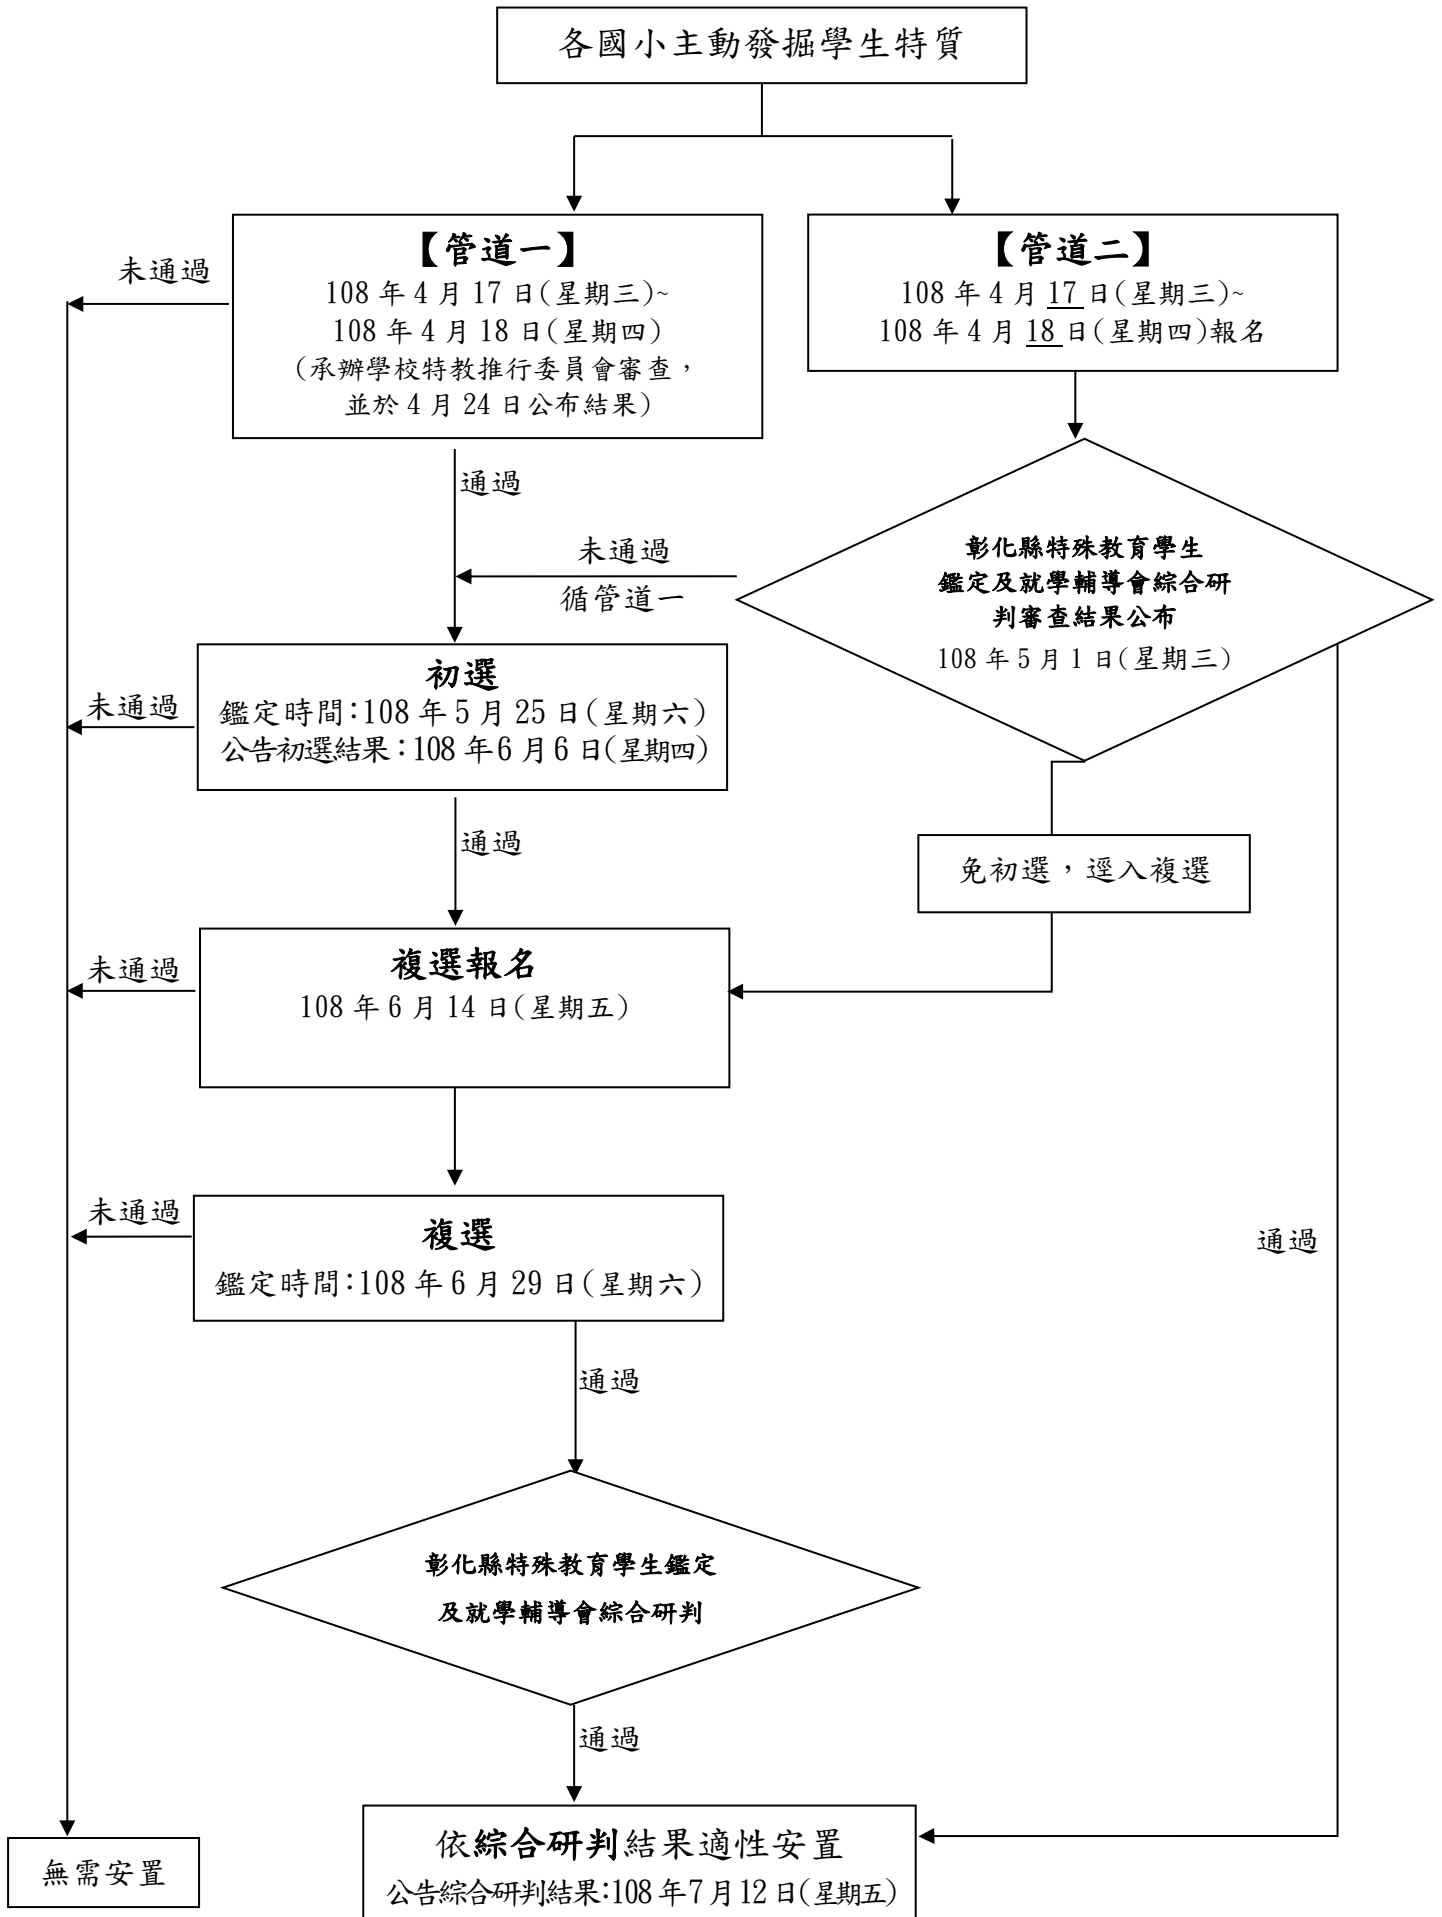 各國小主動發掘學生特質
【管道一】
108 年 4 月 17 日(星期三)~
108 年 4 月 18 日(星期四)
(承辦學校特教推行委員會審查，
並於 4 月 24 日公布結果)
【管道二】
108 年 4 月 17 日(星期三)~
108 年 4 月 18 日(星期四)報名
未通過
通過
未通過
循管道一
彰化縣特殊教育學生
鑑定及就學輔導會綜合研
判審查結果公布
108 年 5 月 1 日(星期三)
初選
鑑定時間:108 年 5 月 25 日(星期六)
公告初選結果：108 年 6 月 6 日(星期四)
未通過
通過
免初選，逕入複選
複選報名
108 年 6 月 14 日(星期五)
未通過
複選
鑑定時間:108 年 6 月 29 日(星期六)
未通過
通過
通過
彰化縣特殊教育學生鑑定
及就學輔導會綜合研判
通過
依綜合研判結果適性安置
公告綜合研判結果:108 年 7 月 12 日(星期五)
無需安置